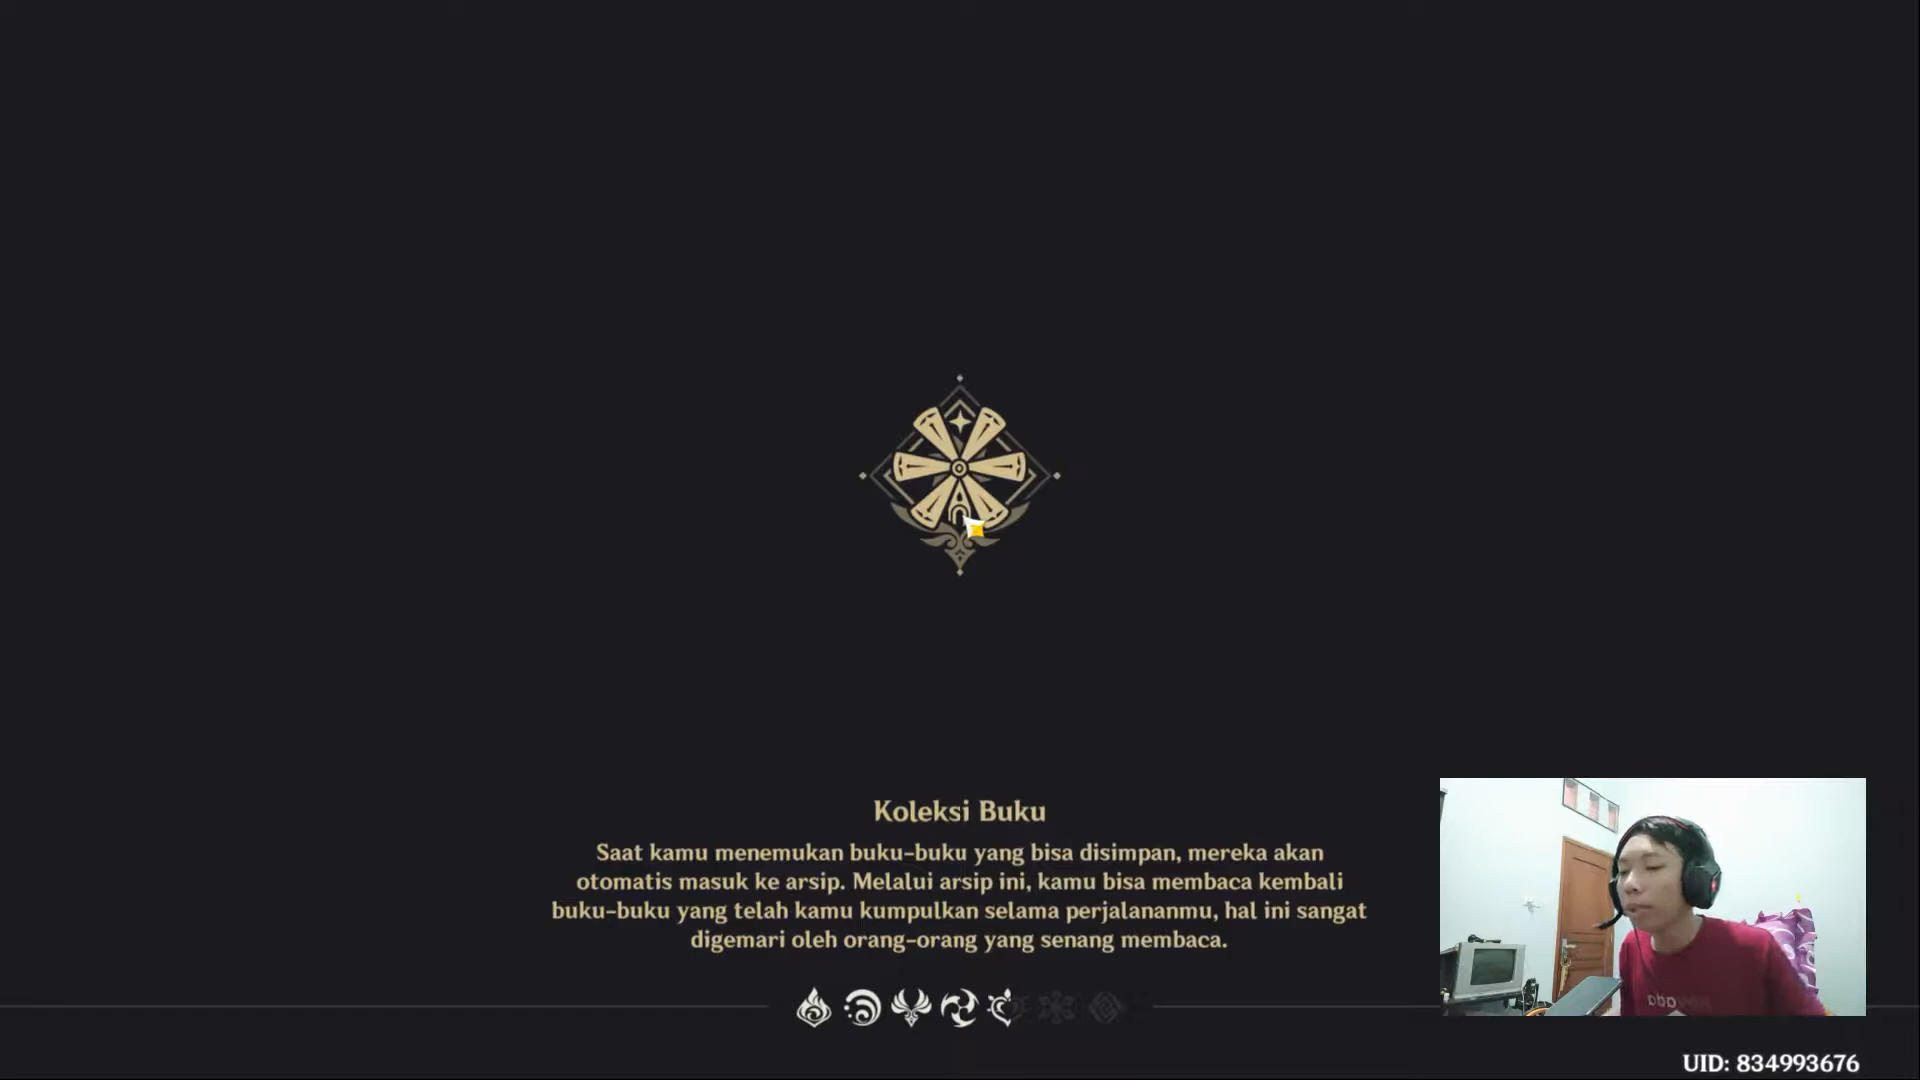 Koleksi Buku
Saat kamu menemukan buku-buku yang bisa disimpan, mereka akan
otomatis masuk ke arsip. Melalui arsip ini, kamu bisa membaca kembali
buku-buku yang telah kamu kumpulkan selama perjalananmu, hal ini sangat
digemari oleh orang-orang yang senang membaca.
UID: 834993676